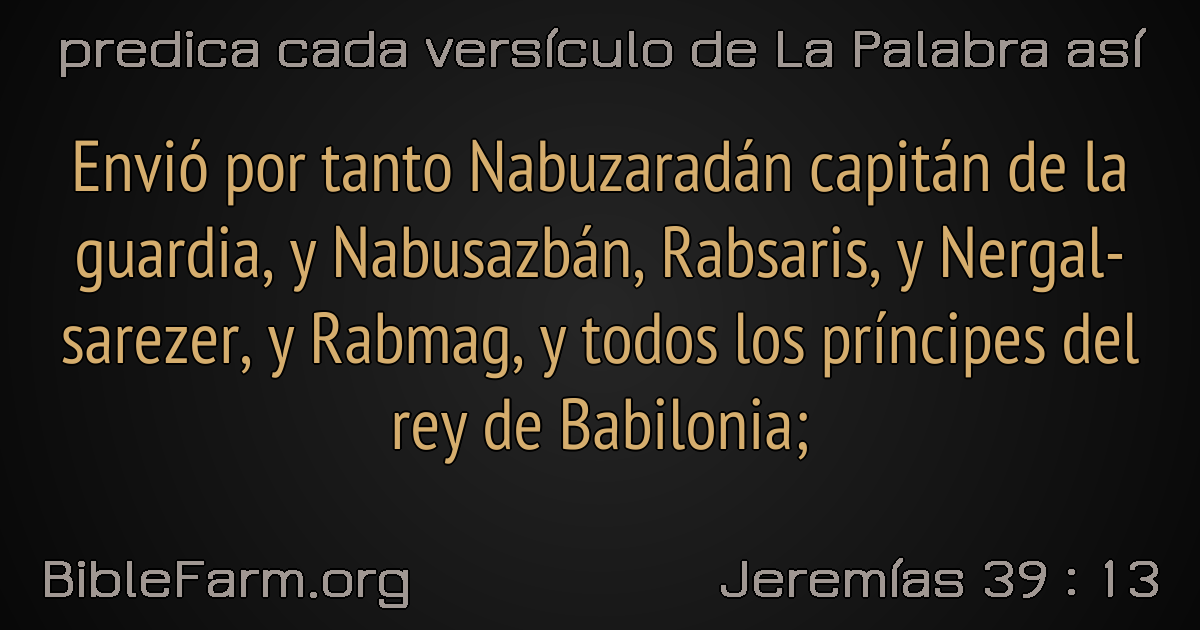 predica cada versículo de La Palabra así
Envió por tanto Nabuzaradán capitán de la
guardia, y Nabusazbán, Rabsaris, y Nergal-
sarezer, y Rabmag, y todos los príncipes del
rey de Babilonia;
BibleFarm.org
Jeremías 39 : 13